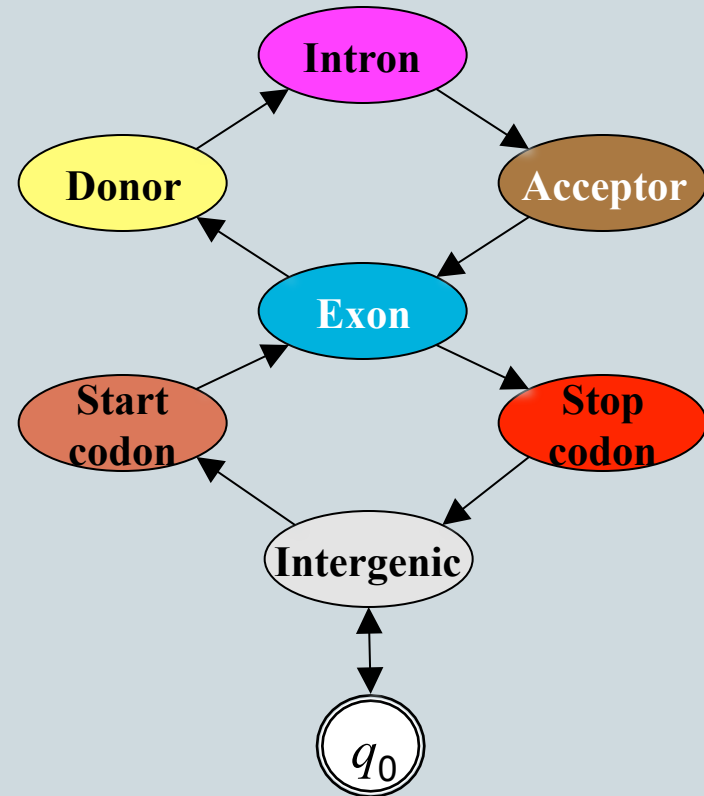 Intron
Donor
Acceptor
Exon
Start
codon
Stop
codon
Intergenic
q0